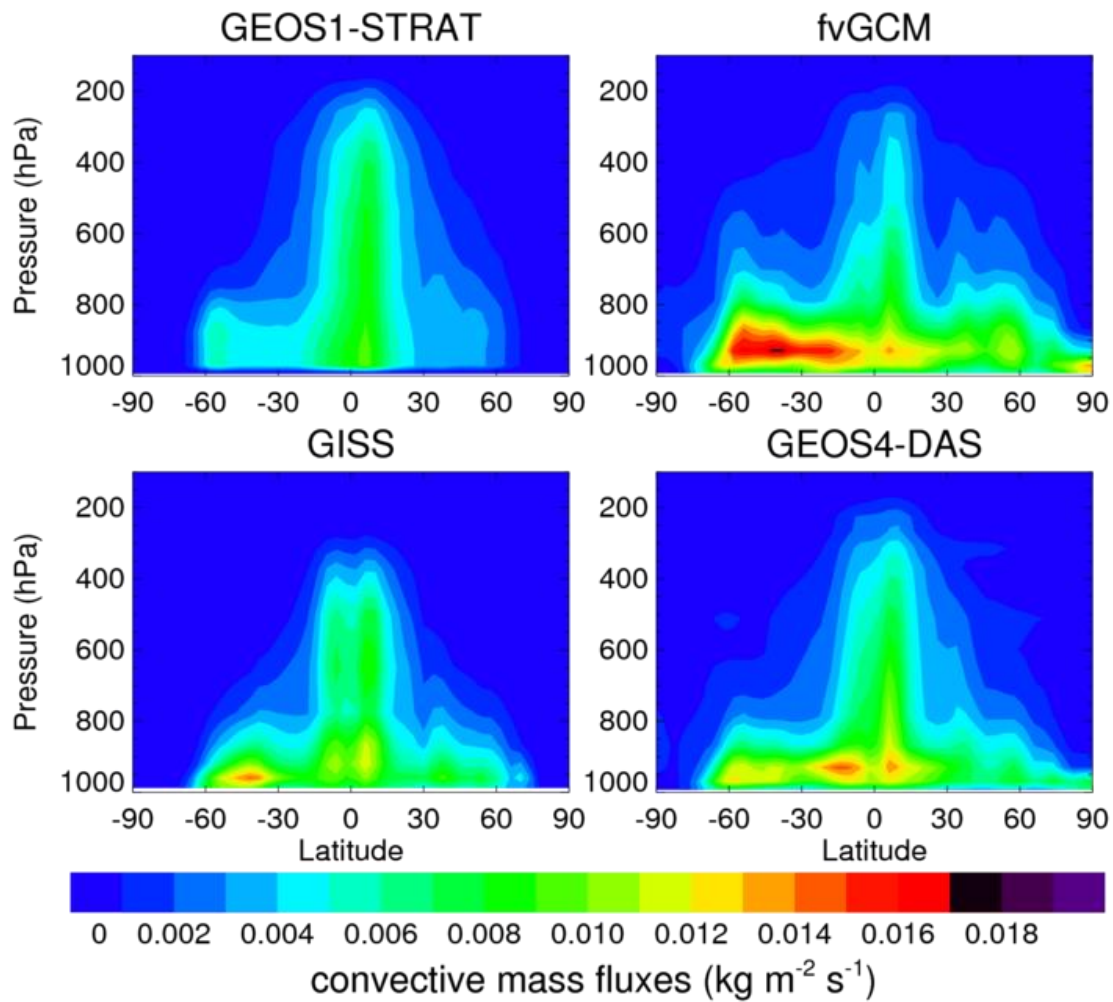 GEOS1-STRAT fvGCM
Pressure (hPa)
200 400 600 800 1000
-90 -60 -30 0 30 60 90
200 400 600 800 1000
-90 -60 -30 0 30 60 90
GISS GEOS4-DAS
Pressure (hPa)
200 400 600 800 1000
-90 -60 -30 0 30 60 90
Latitude
200 400 600 800 1000
-90 -60 -30 0 30 60 90
Latitude
0 0.002 0.004 0.006 0.008 0.010 0.012 0.014 0.016 0.018
convective mass fluxes (kg m⁻² s⁻¹)